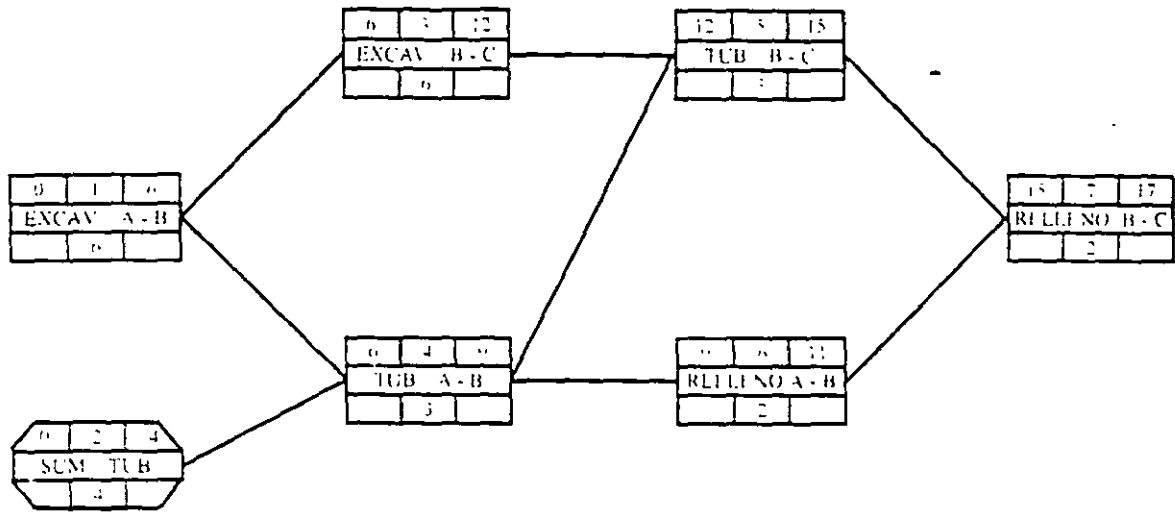 6 3 12
EXCAV B - C
6
12 5 15
TUB B - C
3
0 1 6
EXCAV A - B
6
15 7 17
RELLENO B - C
2
6 4 9
TUB A - B
3
9 6 11
RELLENO A - B
2
0 2 4
SUM TUB
4